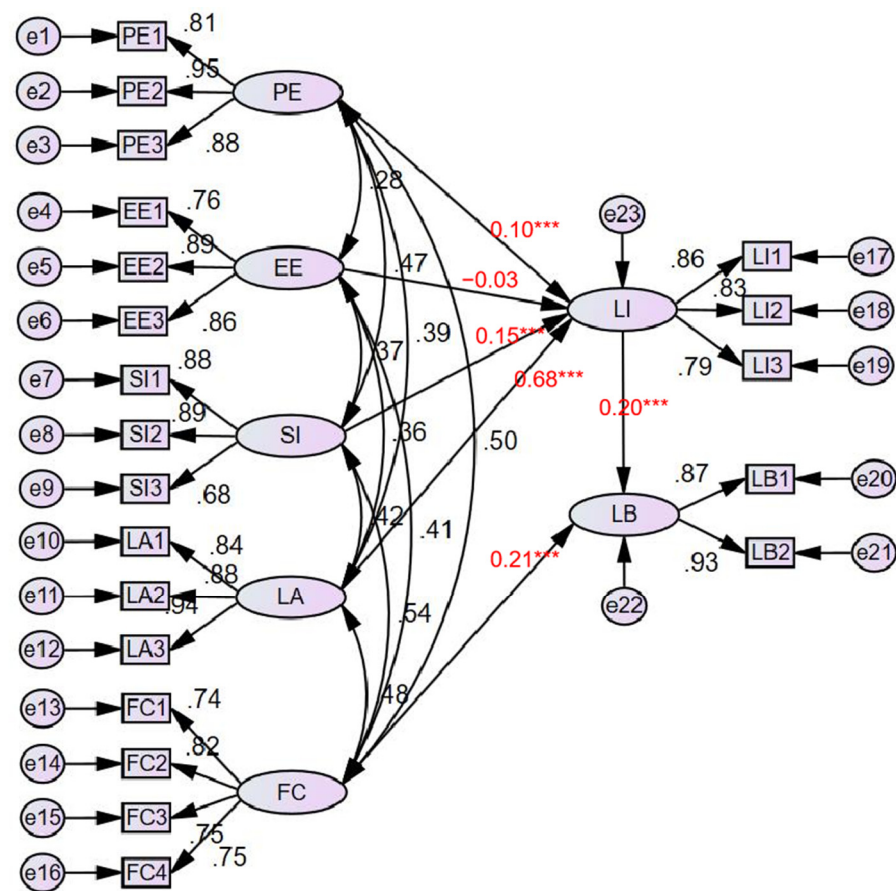 e1 PE1 .81
e2 PE2 .95
PE
e3 PE3 .88
.28
e4 EE1 .76
e5 EE2 .89
EE
e6 EE3 .86
.47
.39
.37
e7 SI1 .88
e8 SI2 .89
SI
e9 SI3 .68
.36
.50
.42
.41
e10 LA1 .84
e11 LA2 .88
LA
e12 LA3 .94
.54
.48
e13 FC1 .74
e14 FC2 .82
FC
e15 FC3 .75
e16 FC4 .75
0.10***
−0.03
0.15***
0.68***
0.20***
0.21***
e23
LI
.86 LI1 e17
.83 LI2 e18
.79 LI3 e19
LB
.87 LB1 e20
.93 LB2 e21
e22